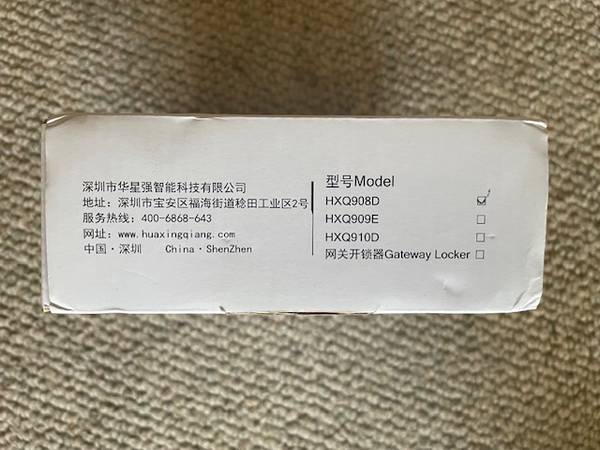 深圳市华星强智能科技有限公司
地址：深圳市宝安区福海街道稔田工业区2号
服务热线：400-6868-643
网址：www.huaxingqiang.com
中国·深圳 China·ShenZhen
型号Model
HXQ908D
HXQ909E
HXQ910D
网关开锁器Gateway Locker